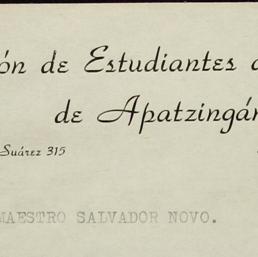 ón de Estudiantes
de Apatzingán
Suárez 315
MAESTRO SALVADOR NOVO.